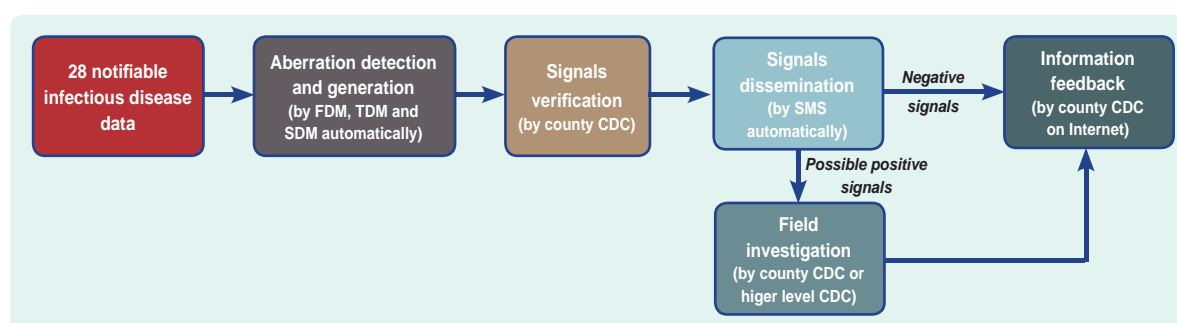 28 notifiable
infectious disease
data
Aberration detection
and generation
(by FDM, TDM and
SDM automatically)
Signals
verification
(by county CDC)
Signals
dissemination
(by SMS
automatically)
Negative
signals
Information
feedback
(by county CDC
on Internet)
Possible positive
signals
Field
investigation
(by county CDC or
higer level CDC)